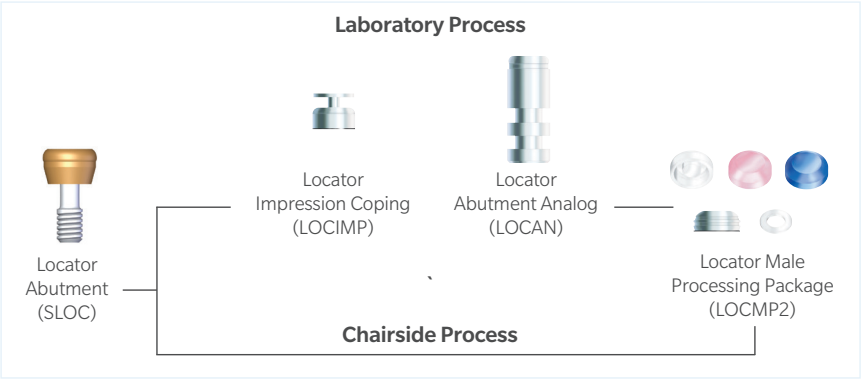 Laboratory Process
Locator
Impression Coping
(LOCIMP)
Locator
Abutment Analog
(LOCAN)
Locator
Abutment
(SLOC)
Locator Male
Processing Package
(LOCMP2)
`
Chairside Process